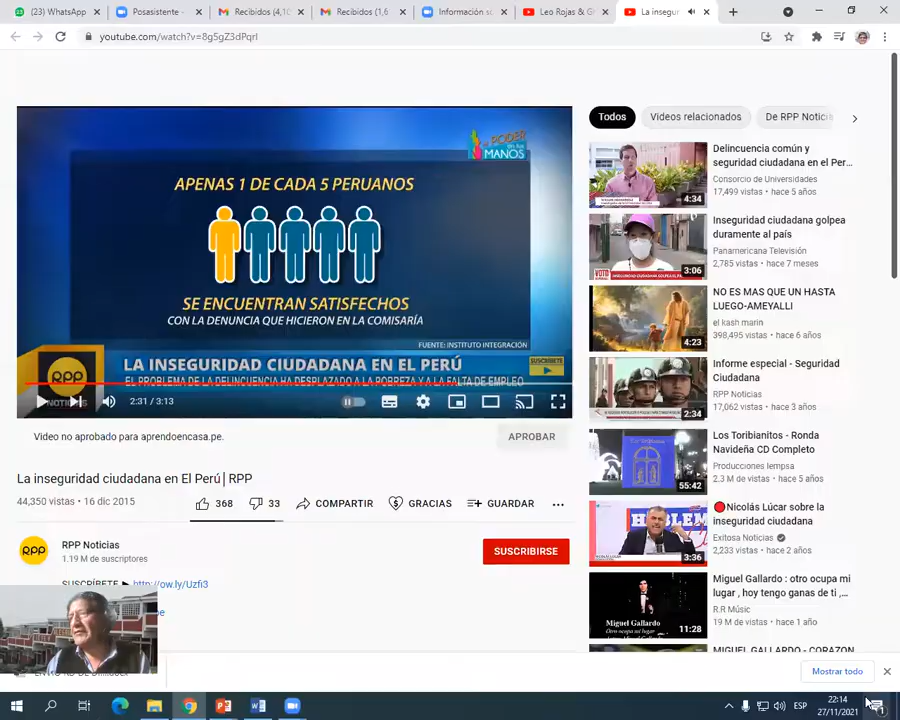 (23) WhatsApp
Posasistente -
Recibidos (4,10
Recibidos (1,6
Información so
Leo Rojas & G
La insegur
youtube.com/watch?v=8g5gZ3dPqrI
EL PODER
en tus
MANOS
APENAS 1 DE CADA 5 PERUANOS
SE ENCUENTRAN SATISFECHOS
CON LA DENUNCIA QUE HICIERON EN LA COMISARÍA
FUENTE: INSTITUTO INTEGRACIÓN
RPP
NOTICIAS
LA INSEGURIDAD CIUDADANA EN EL PERÚ
EL PROBLEMA DE LA DELINCUENCIA HA DESPLAZADO A LA POBREZA Y A LA FALTA DE EMPLEO
SUSCRÍBETE
2:31 / 3:13
Video no aprobado para aprendoencasa.pe.
APROBAR
La inseguridad ciudadana en El Perú| RPP
44,350 vistas • 16 dic 2015
368
33
COMPARTIR
GRACIAS
GUARDAR
RPP
RPP Noticias
1.19 M de suscriptores
SUSCRIBIRSE
SUSCRÍBETE ► http://ow.ly/Uzfi3
Todos
Videos relacionados
De RPP Notici
4:34
Delincuencia común y
seguridad ciudadana en el Per...
Consorcio de Universidades
17,499 vistas • hace 5 años
3:06
Inseguridad ciudadana golpea
duramente al país
Panamericana Televisión
2,785 vistas • hace 7 meses
4:23
NO ES MAS QUE UN HASTA
LUEGO-AMEYALLI
el kash marin
398,495 vistas • hace 6 años
2:34
Informe especial - Seguridad
Ciudadana
RPP Noticias
17,062 vistas • hace 3 años
55:42
Los Toribianitos - Ronda
Navideña CD Completo
Producciones Iempsa
2.3 M de vistas • hace 5 años
3:36
Nicolás Lúcar sobre la
inseguridad ciudadana
Exitosa Noticias
2,233 vistas • hace 2 años
Miguel Gallardo
11:28
Miguel Gallardo : otro ocupa mi
lugar , hoy tengo ganas de ti ,...
R.R Músic
19 M de vistas • hace 1 año
MIGUEL GALLARDO - CORAZON
Mostrar todo
ESP
22:14
27/11/2021